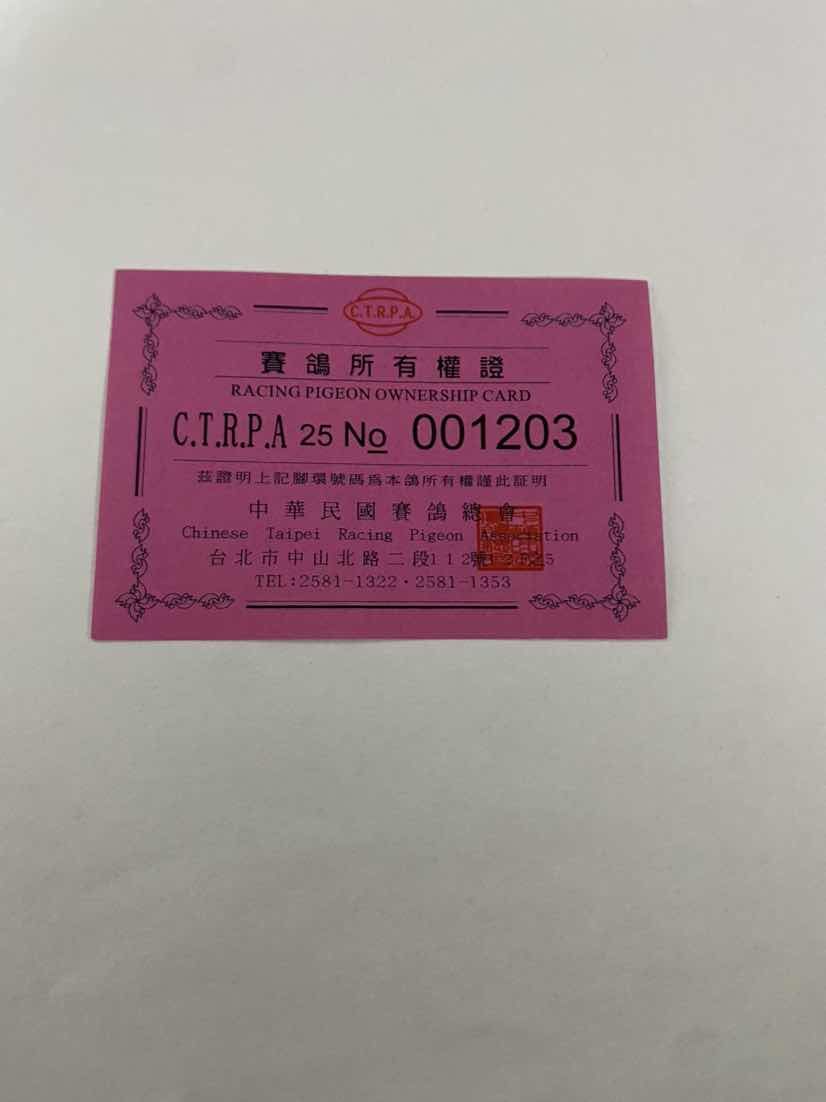 C.T.R.P.A.
賽鴿所有權證
RACING PIGEON OWNERSHIP CARD
C.T.R.P.A 25 No 001203
茲證明上記腳環號碼為本鴿所有權謹此証明
中華民國賽鴿總會
Chinese Taipei Racing Pigeon Association
台北市中山北路二段112號
TEL:2581-1322·2581-1353